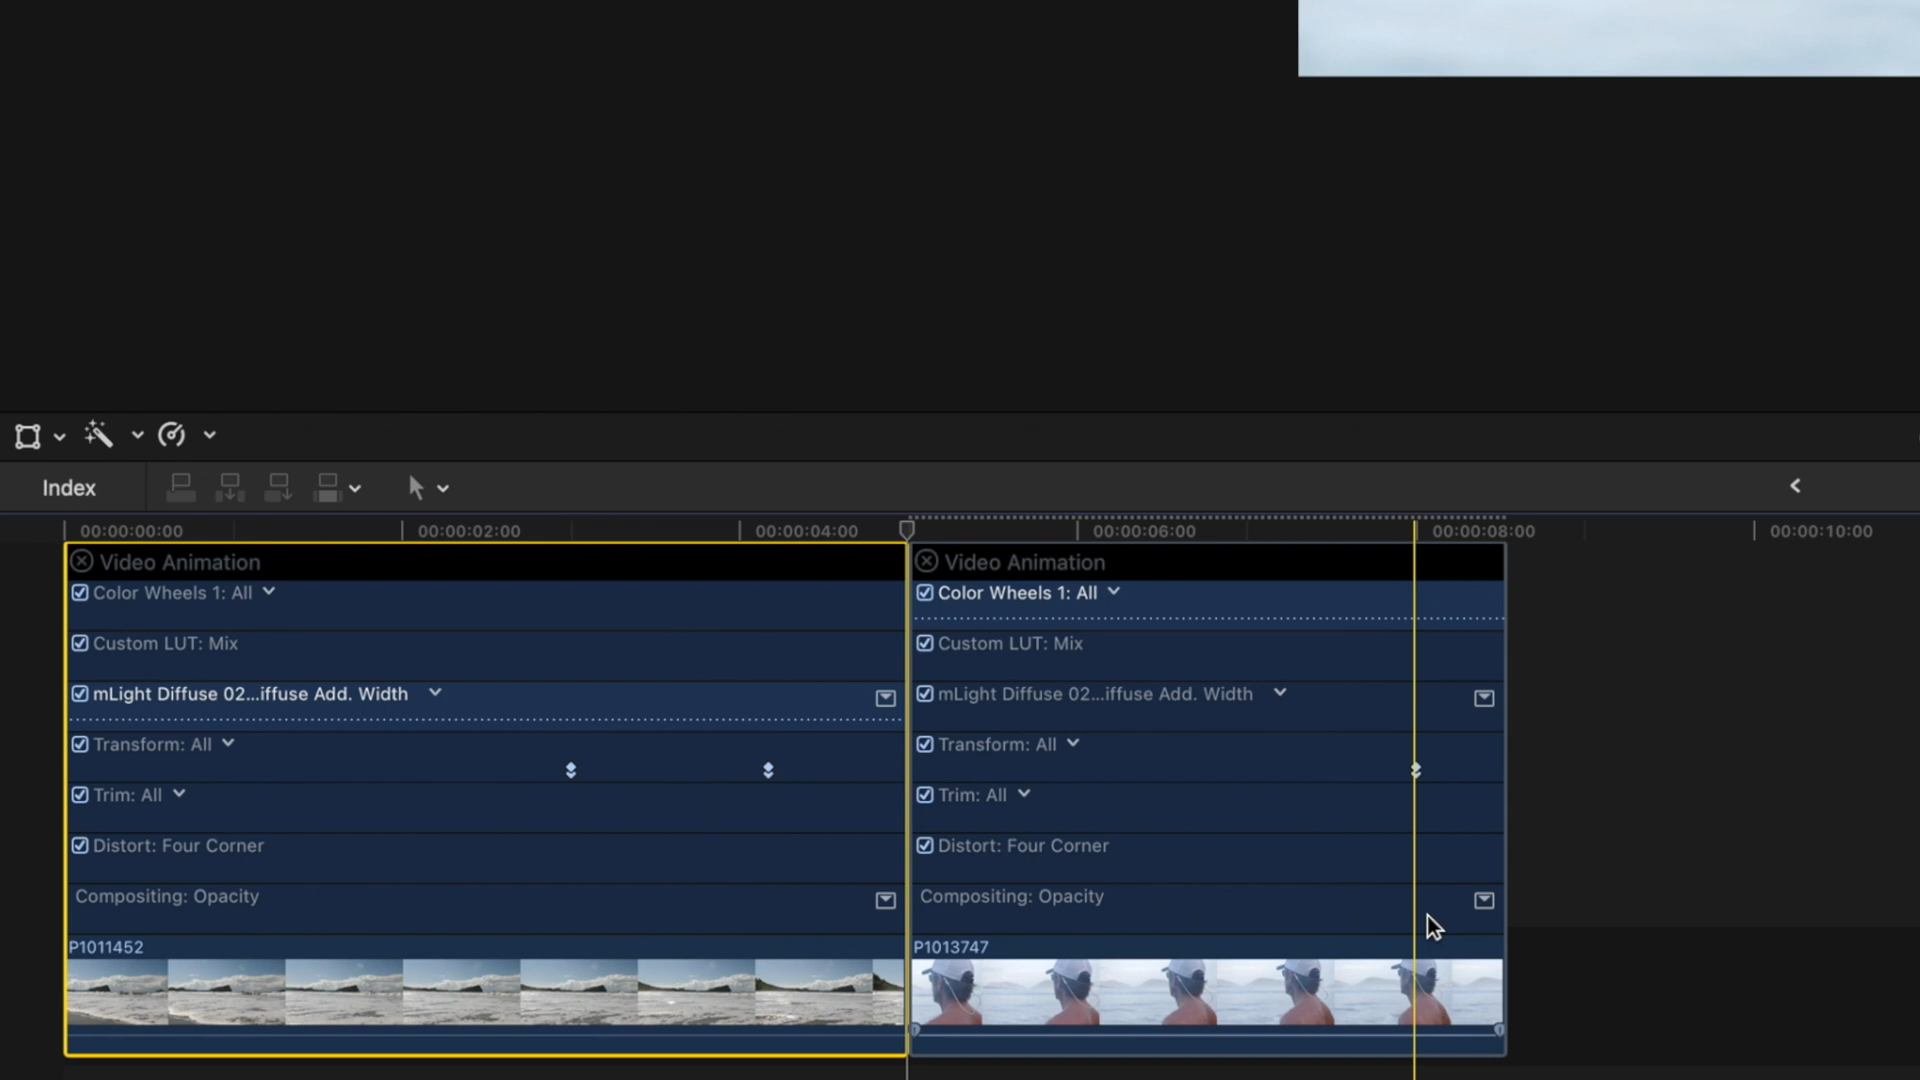 Index
00:00:00:00 00:00:02:00 00:00:04:00 00:00:06:00 00:00:08:00 00:00:10:00
Video Animation Video Animation
Color Wheels 1: All Color Wheels 1: All
Custom LUT: Mix Custom LUT: Mix
mLight Diffuse 02...iffuse Add. Width mLight Diffuse 02...iffuse Add. Width
Transform: All Transform: All
Trim: All Trim: All
Distort: Four Corner Distort: Four Corner
Compositing: Opacity Compositing: Opacity
P1011452 P1013747